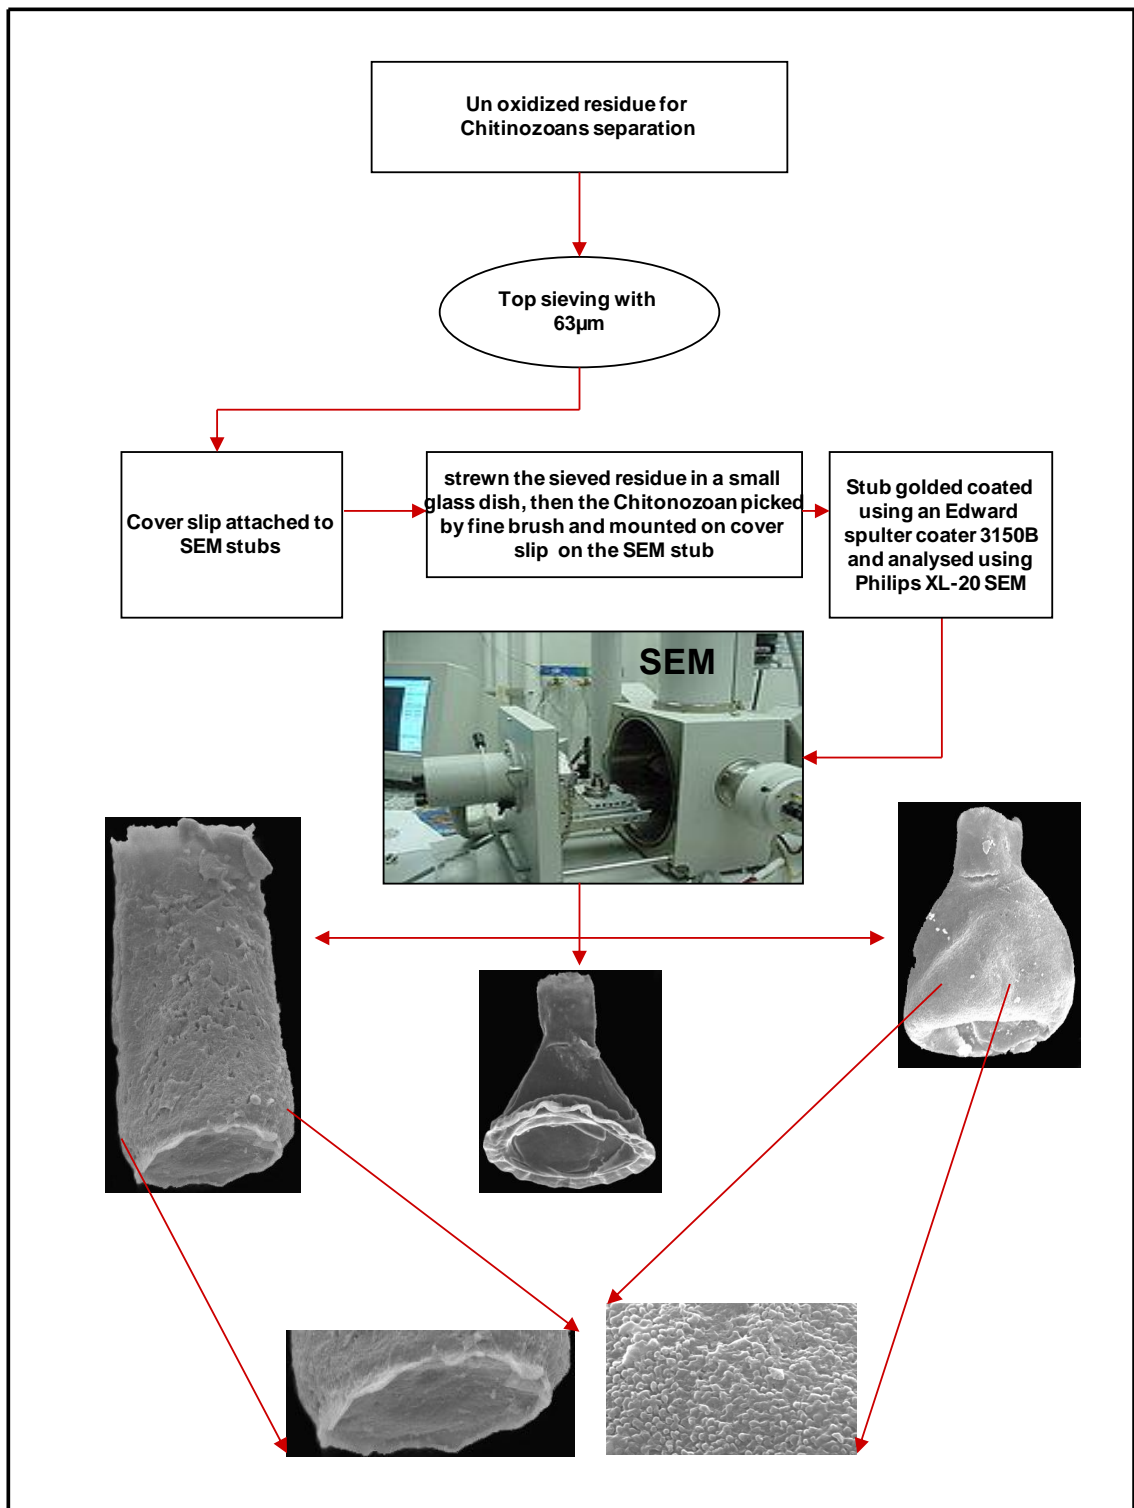 Un oxidized residue for
Chitinozoans separation
Top sieving with
63µm
Cover slip attached to
SEM stubs
strewn the sieved residue in a small
glass dish, then the Chitonozoan picked
by fine brush and mounted on cover
slip on the SEM stub
Stub golded coated
using an Edward
spulter coater 3150B
and analysed using
Philips XL-20 SEM
SEM